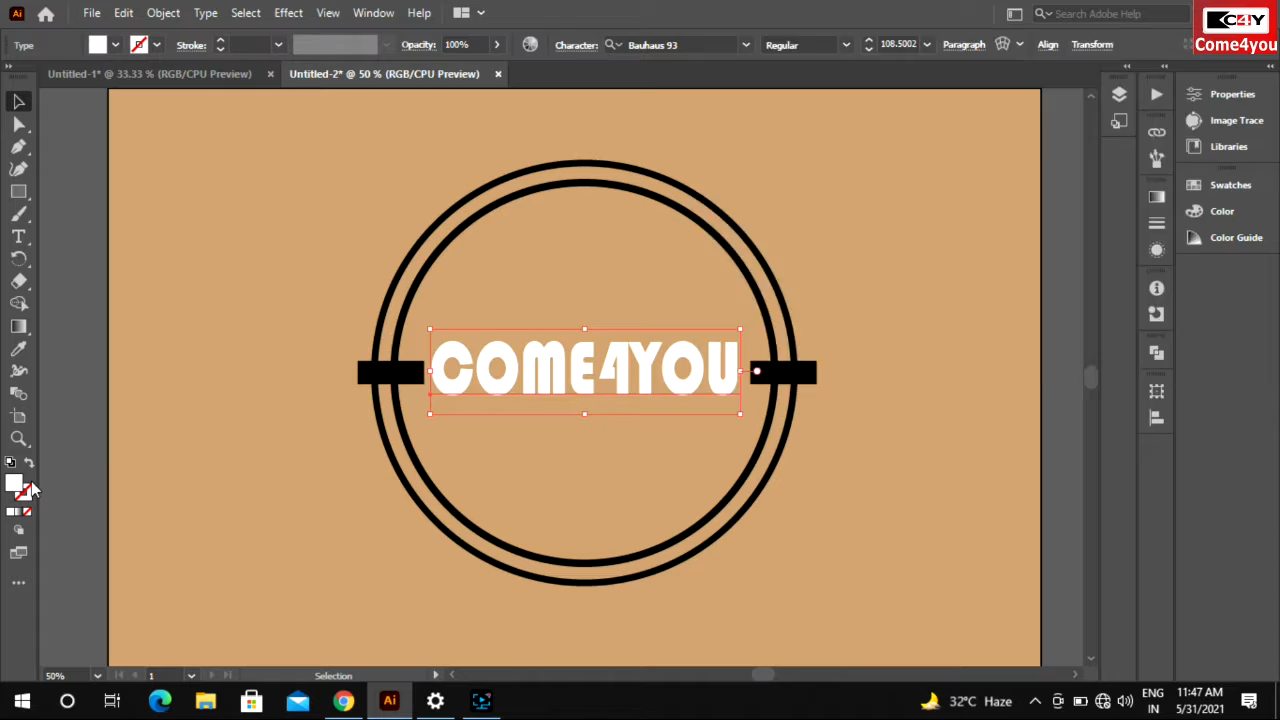 Ai File Edit Object Type Select Effect View Window Help Search Adobe Help
C4Y
Come4you
Type Stroke: Opacity: 100% Character: Bauhaus 93 Regular 108.5002 Paragraph Align Transform
Untitled-1* @ 33.33 % (RGB/CPU Preview) × Untitled-2* @ 50 % (RGB/CPU Preview) ×
Properties
Image Trace
Libraries
Swatches
Color
Color Guide
COME4YOU
50% 1 Selection
Ai 32°C Haze ENG IN 11:47 AM 5/31/2021